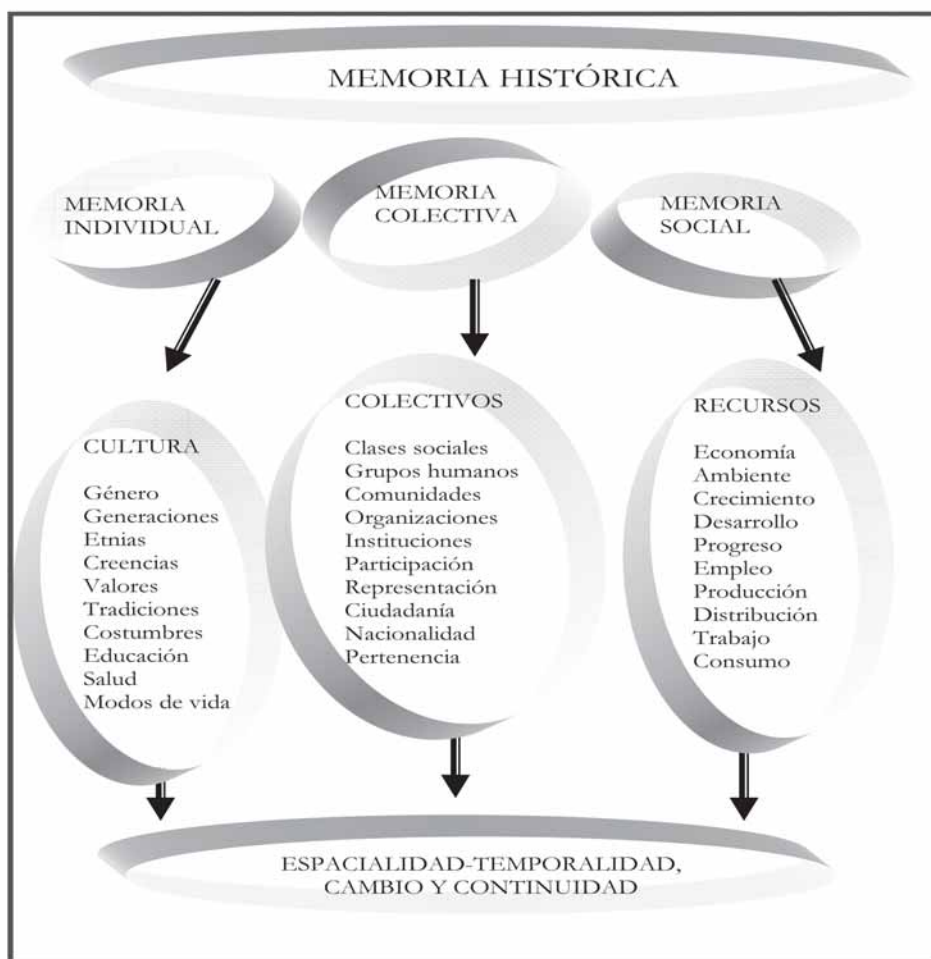 MEMORIA HISTÓRICA
MEMORIA
INDIVIDUAL
MEMORIA
COLECTIVA
MEMORIA
SOCIAL
CULTURA
Género
Generaciones
Etnias
Creencias
Valores
Tradiciones
Costumbres
Educación
Salud
Modos de vida
COLECTIVOS
Clases sociales
Grupos humanos
Comunidades
Organizaciones
Instituciones
Participación
Representación
Ciudadanía
Nacionalidad
Pertenencia
RECURSOS
Economía
Ambiente
Crecimiento
Desarrollo
Progreso
Empleo
Producción
Distribución
Trabajo
Consumo
ESPACIALIDAD-TEMPORALIDAD,
CAMBIO Y CONTINUIDAD